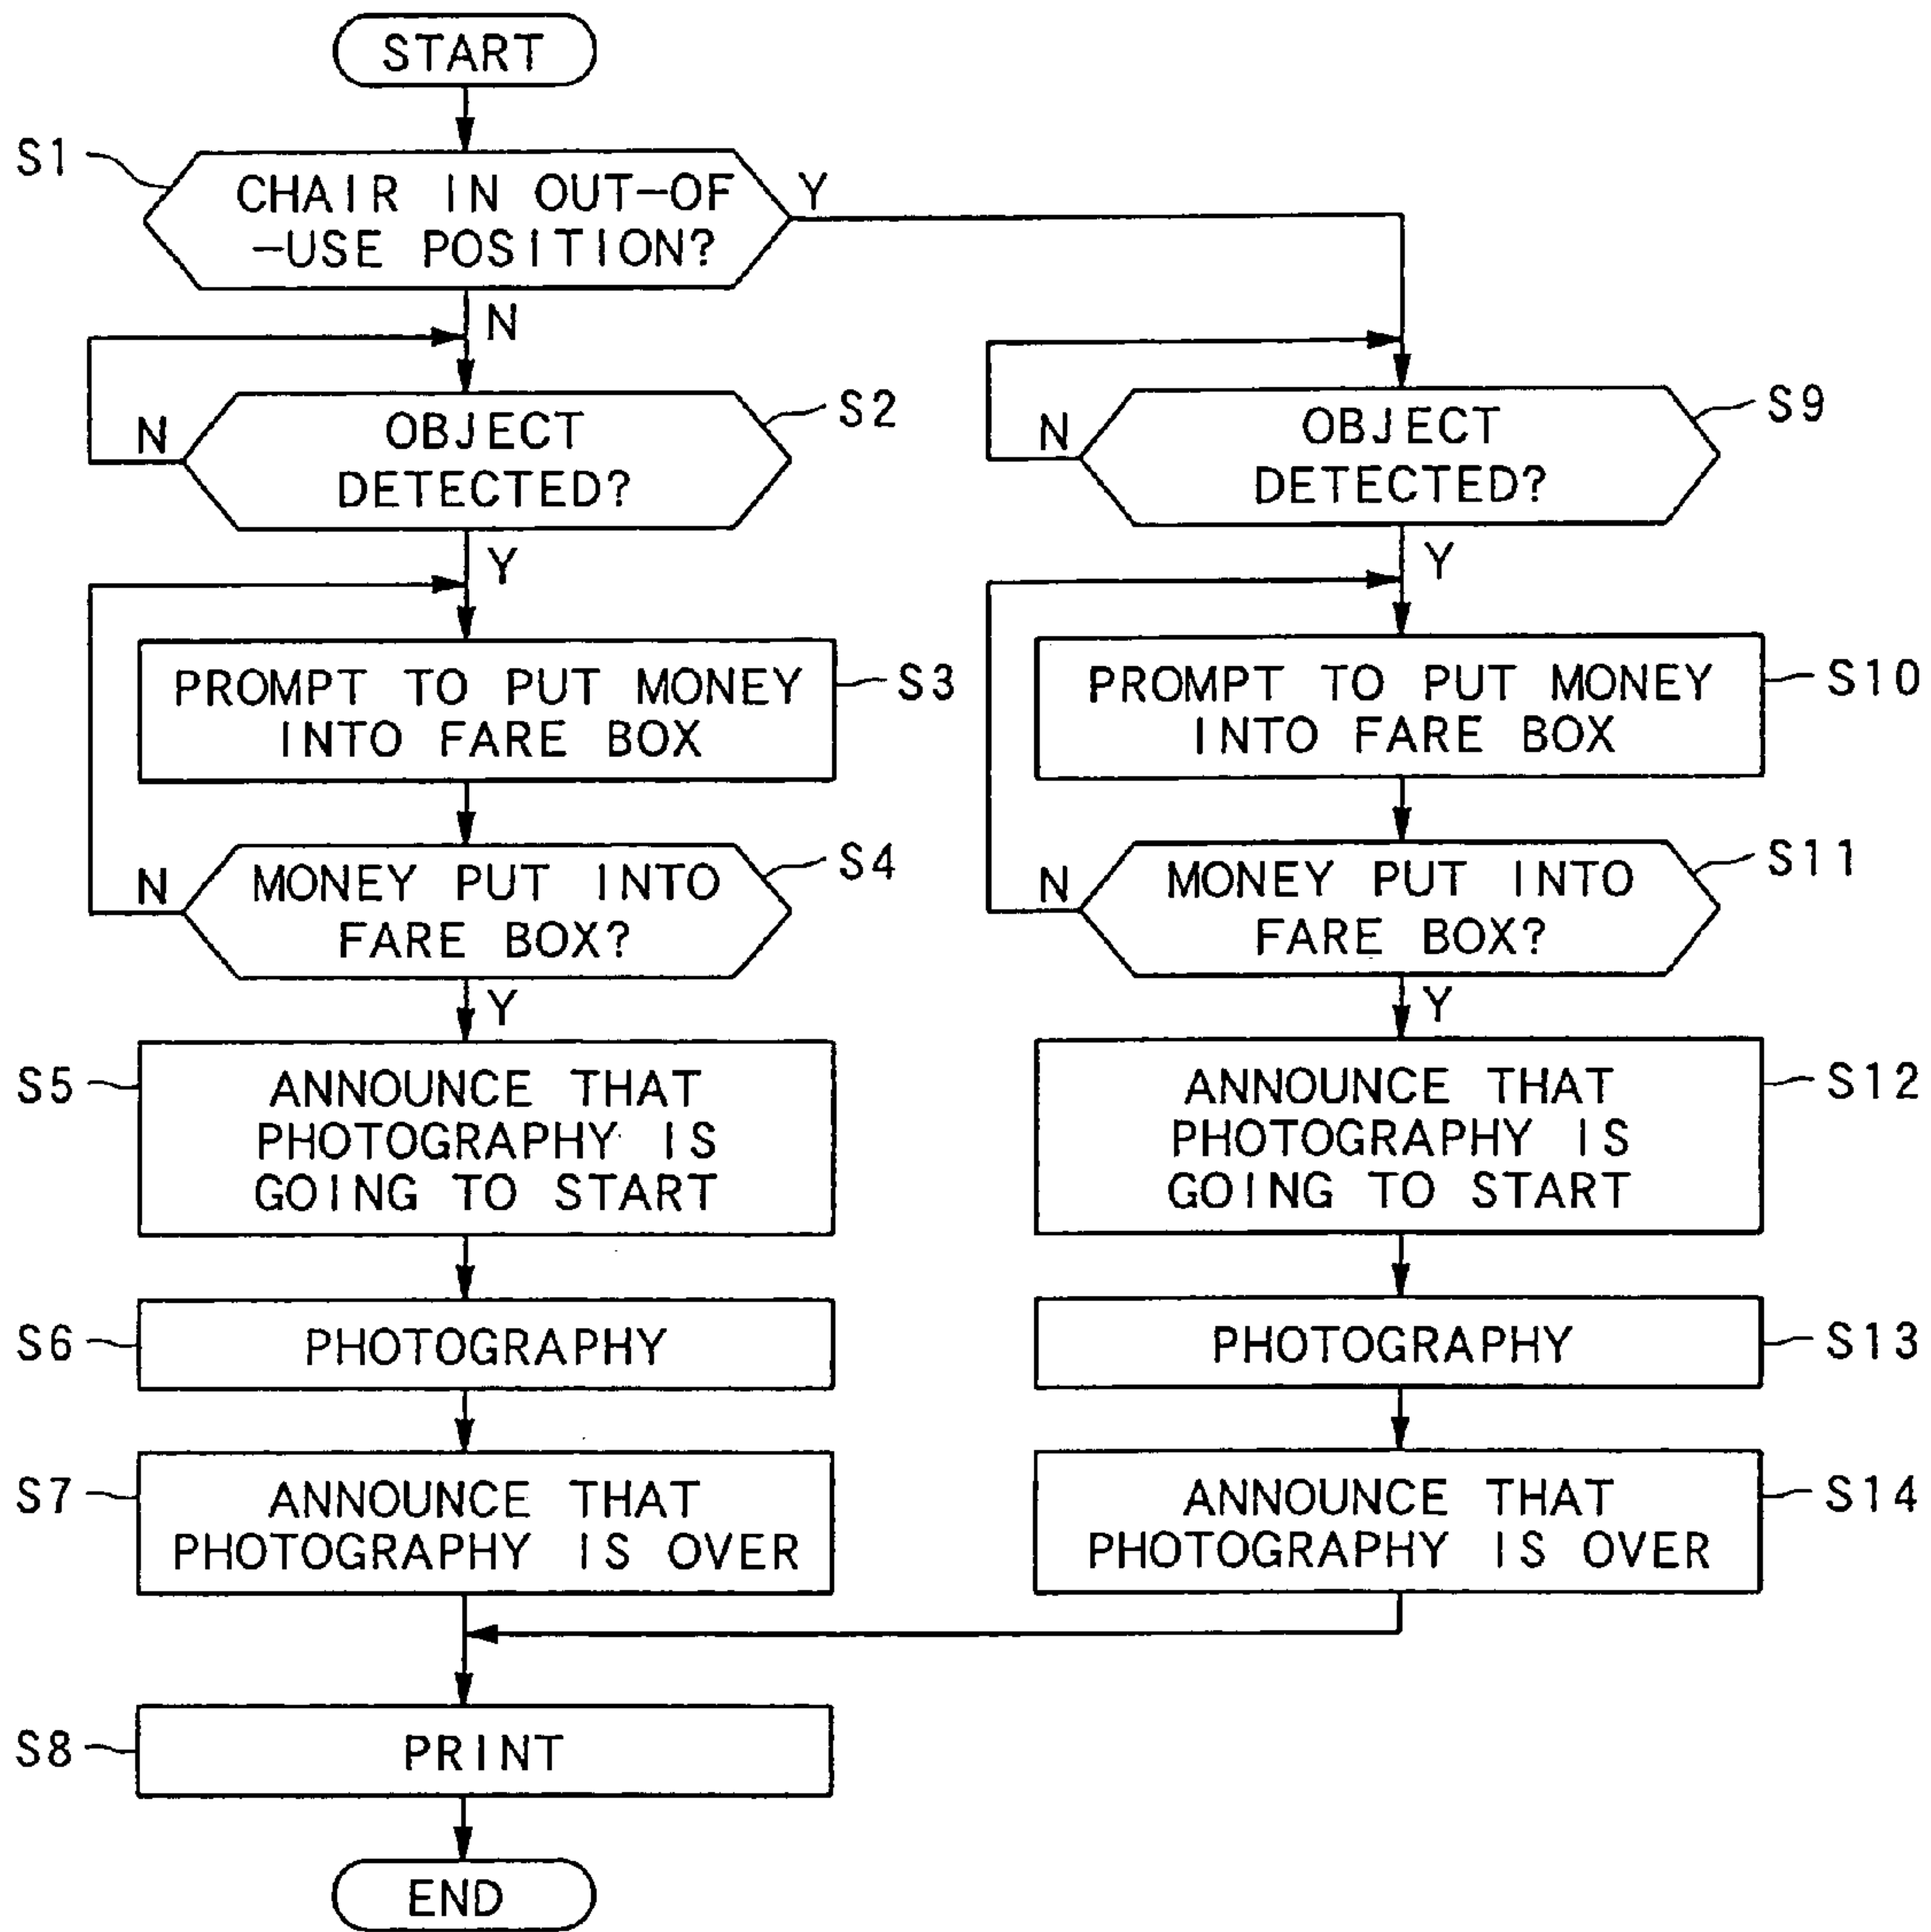 START
S1
CHAIR IN OUT-OF
-USE POSITION?
Y
N
OBJECT
DETECTED?
S2
N
Y
PROMPT TO PUT MONEY
INTO FARE BOX
S3
MONEY PUT INTO
FARE BOX?
S4
N
Y
S5
ANNOUNCE THAT
PHOTOGRAPHY IS
GOING TO START
S6
PHOTOGRAPHY
S7
ANNOUNCE THAT
PHOTOGRAPHY IS OVER
S8
PRINT
END
OBJECT
DETECTED?
S9
N
Y
PROMPT TO PUT MONEY
INTO FARE BOX
S10
MONEY PUT INTO
FARE BOX?
S11
N
Y
ANNOUNCE THAT
PHOTOGRAPHY IS
GOING TO START
S12
PHOTOGRAPHY
S13
ANNOUNCE THAT
PHOTOGRAPHY IS OVER
S14